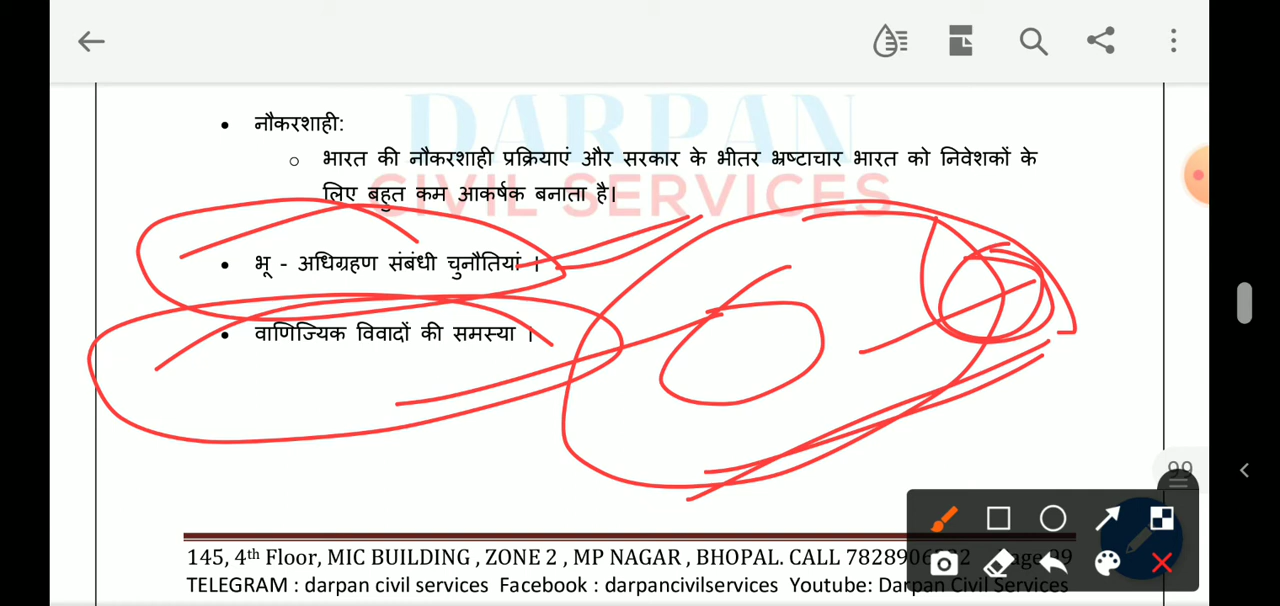 DARPAN
CIVIL SERVICES
• नौकरशाही:
○ भारत की नौकरशाही प्रक्रियाएं और सरकार के भीतर भ्रष्टाचार भारत को निवेशकों के
लिए बहुत कम आकर्षक बनाता है।
• भू - अधिग्रहण संबंधी चुनौतियां ।
• वाणिज्यिक विवादों की समस्या ।
99
145, 4th Floor, MIC BUILDING , ZONE 2 , MP NAGAR , BHOPAL. CALL
TELEGRAM : darpan civil services Facebook : darpancivilservices Youtube: Darpan Civil Services